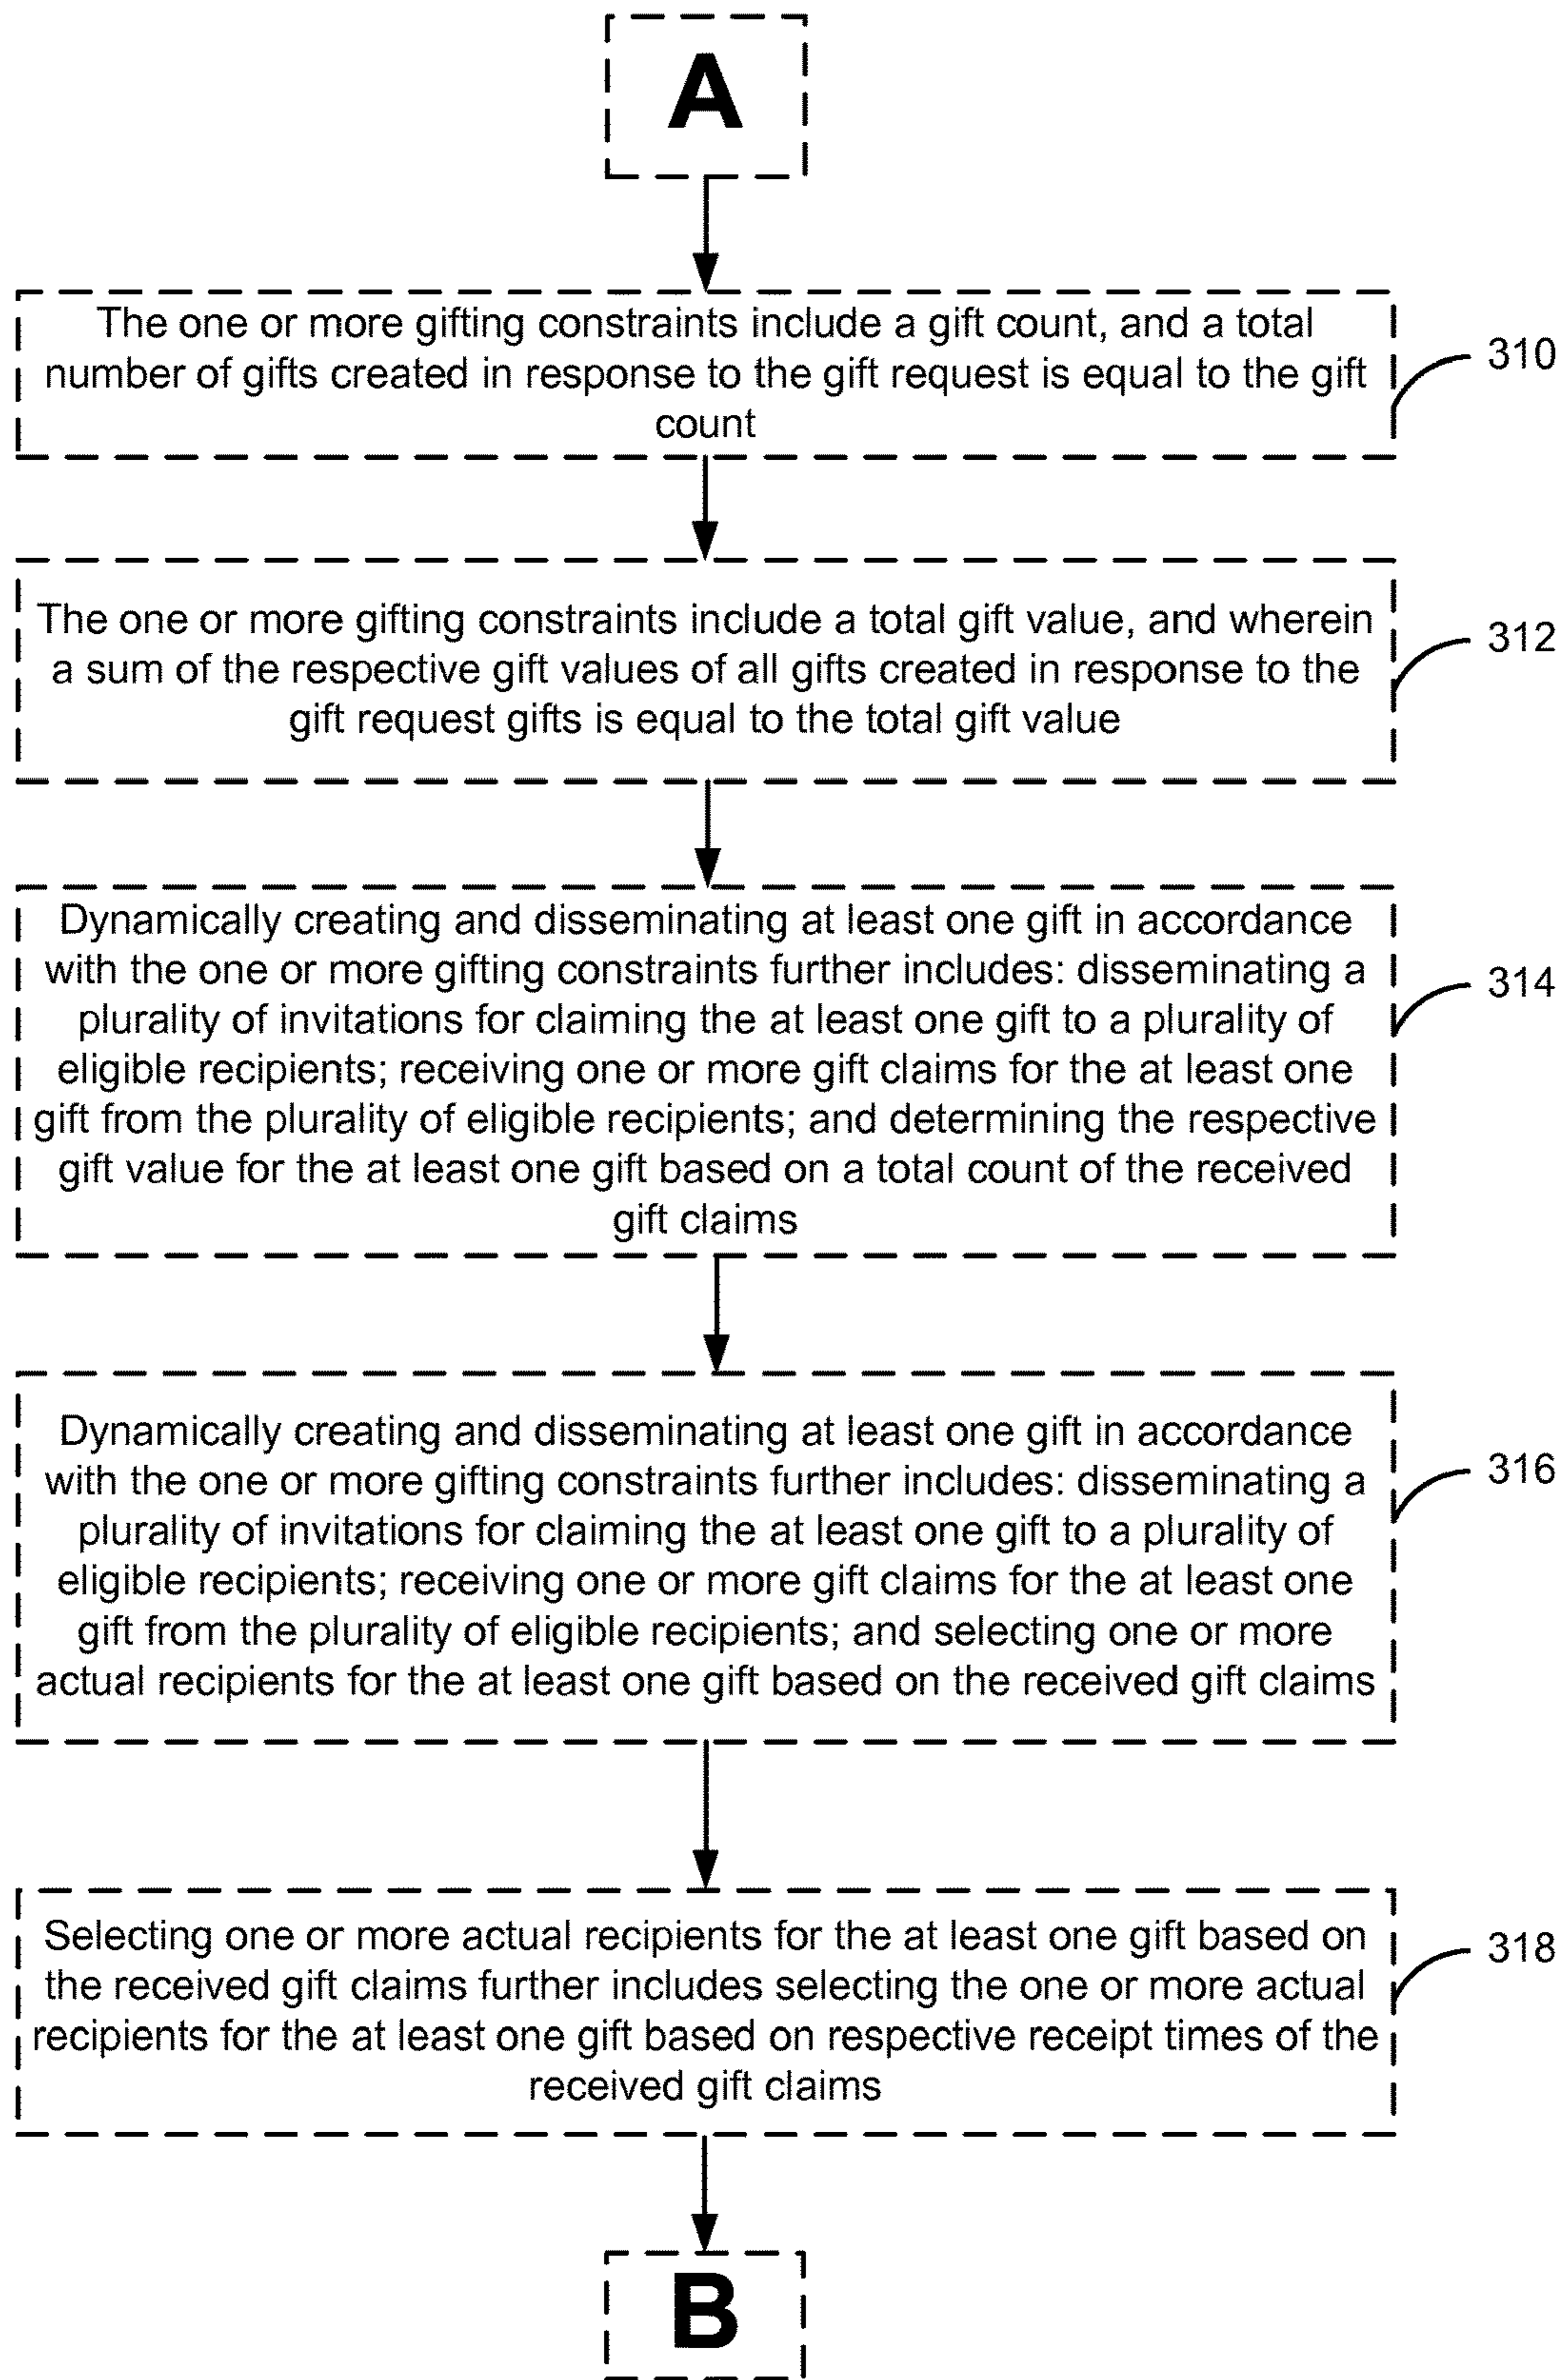 A
The one or more gifting constraints include a gift count, and a total
number of gifts created in response to the gift request is equal to the gift
count
310
The one or more gifting constraints include a total gift value, and wherein
a sum of the respective gift values of all gifts created in response to the
gift request gifts is equal to the total gift value
312
Dynamically creating and disseminating at least one gift in accordance
with the one or more gifting constraints further includes: disseminating a
plurality of invitations for claiming the at least one gift to a plurality of
eligible recipients; receiving one or more gift claims for the at least one
gift from the plurality of eligible recipients; and determining the respective
gift value for the at least one gift based on a total count of the received
gift claims
314
Dynamically creating and disseminating at least one gift in accordance
with the one or more gifting constraints further includes: disseminating a
plurality of invitations for claiming the at least one gift to a plurality of
eligible recipients; receiving one or more gift claims for the at least one
gift from the plurality of eligible recipients; and selecting one or more
actual recipients for the at least one gift based on the received gift claims
316
Selecting one or more actual recipients for the at least one gift based on
the received gift claims further includes selecting the one or more actual
recipients for the at least one gift based on respective receipt times of the
received gift claims
318
B